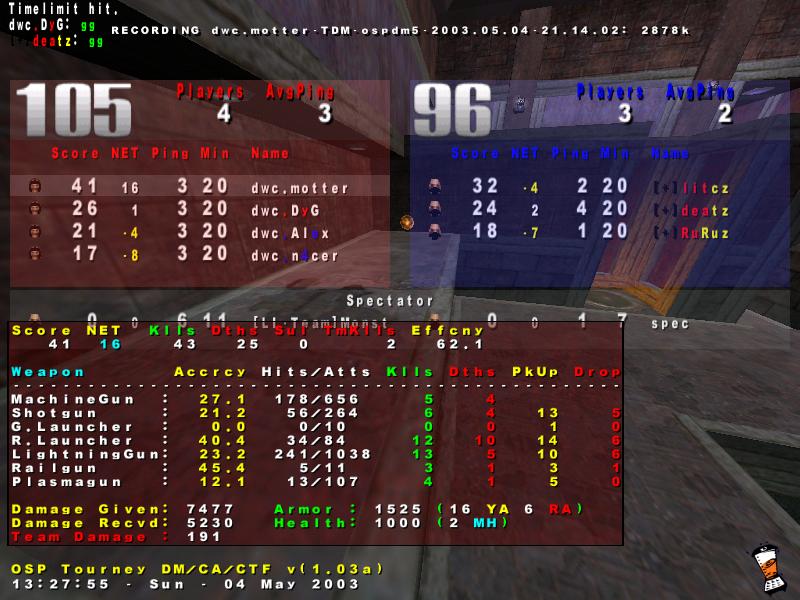 Timelimit hit.
dwc.DyG: gg
[+]deatz: gg
RECORDING dwc.motter-TDM-ospdm5-2003.05.04-21.14.02: 2878k
105 Players AvgPing
4 3
Score NET Ping Min Name
41 16 3 20 dwc.motter
26 1 3 20 dwc.DyG
21 -4 3 20 dwc.Alex
17 -8 3 20 dwc.n4cer
96 Players AvgPing
3 2
Score NET Ping Min Name
32 -4 2 20 [+]litcz
24 2 4 20 [+]deatz
18 -7 1 20 [+]RuRuz
Spectator
0 0 6 11 [LL-Team]Monst
0 0 1 7 spec
Score NET Klls Dths Sui TmKlls Effcny
41 16 43 25 0 2 62.1
Weapon Accrcy Hits/Atts Klls Dths PkUp Drop
MachineGun : 27.1 178/656 5 4
Shotgun : 21.2 56/264 6 4 13 5
G.Launcher : 0.0 0/10 0 0 1 0
R.Launcher : 40.4 34/84 12 10 14 6
LightningGun: 23.2 241/1038 13 5 10 6
Railgun : 45.4 5/11 3 1 3 1
Plasmagun : 12.1 13/107 4 1 5 0
Damage Given: 7477 Armor : 1525 (16 YA 6 RA)
Damage Recvd: 5230 Health: 1000 (2 MH)
Team Damage : 191
OSP Tourney DM/CA/CTF v(1.03a)
13:27:55 - Sun - 04 May 2003